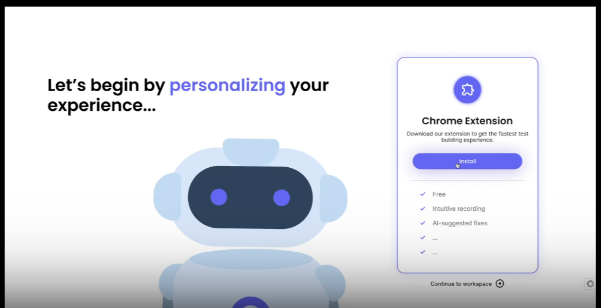 Let's begin by personalizing your
experience...
Chrome Extension
Download our extension to get the fastest test
building experience.
Install
Free
Intuitive recording
AI-suggested fixes
...
...
Continue to workspace